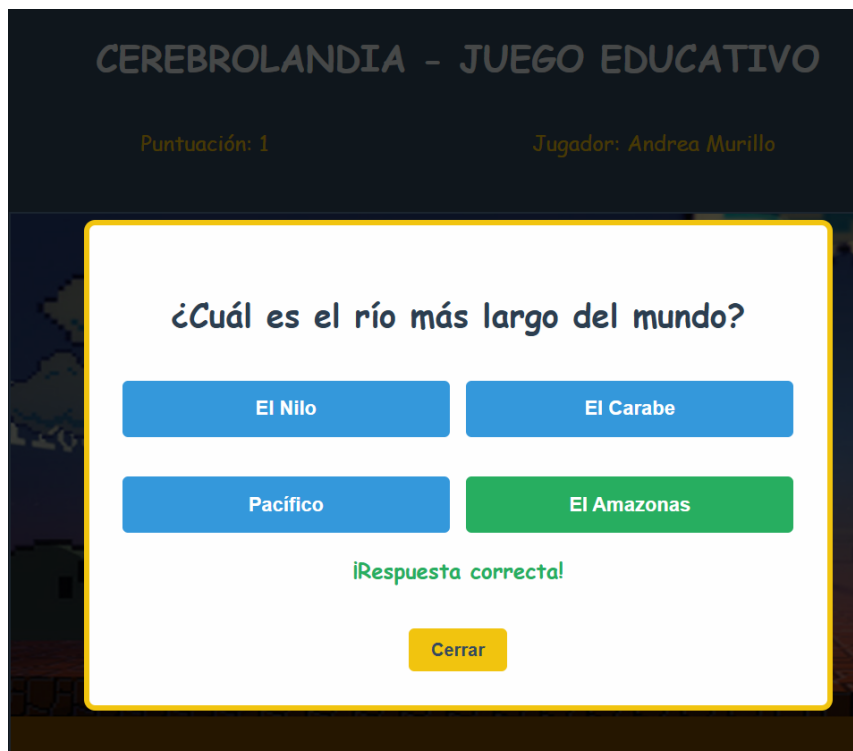 CEREBROLANDIA - JUEGO EDUCATIVO
Puntuación: 1 Jugador: Andrea Murillo
¿Cuál es el río más largo del mundo?
El Nilo El Carabe
Pacífico El Amazonas
¡Respuesta correcta!
Cerrar